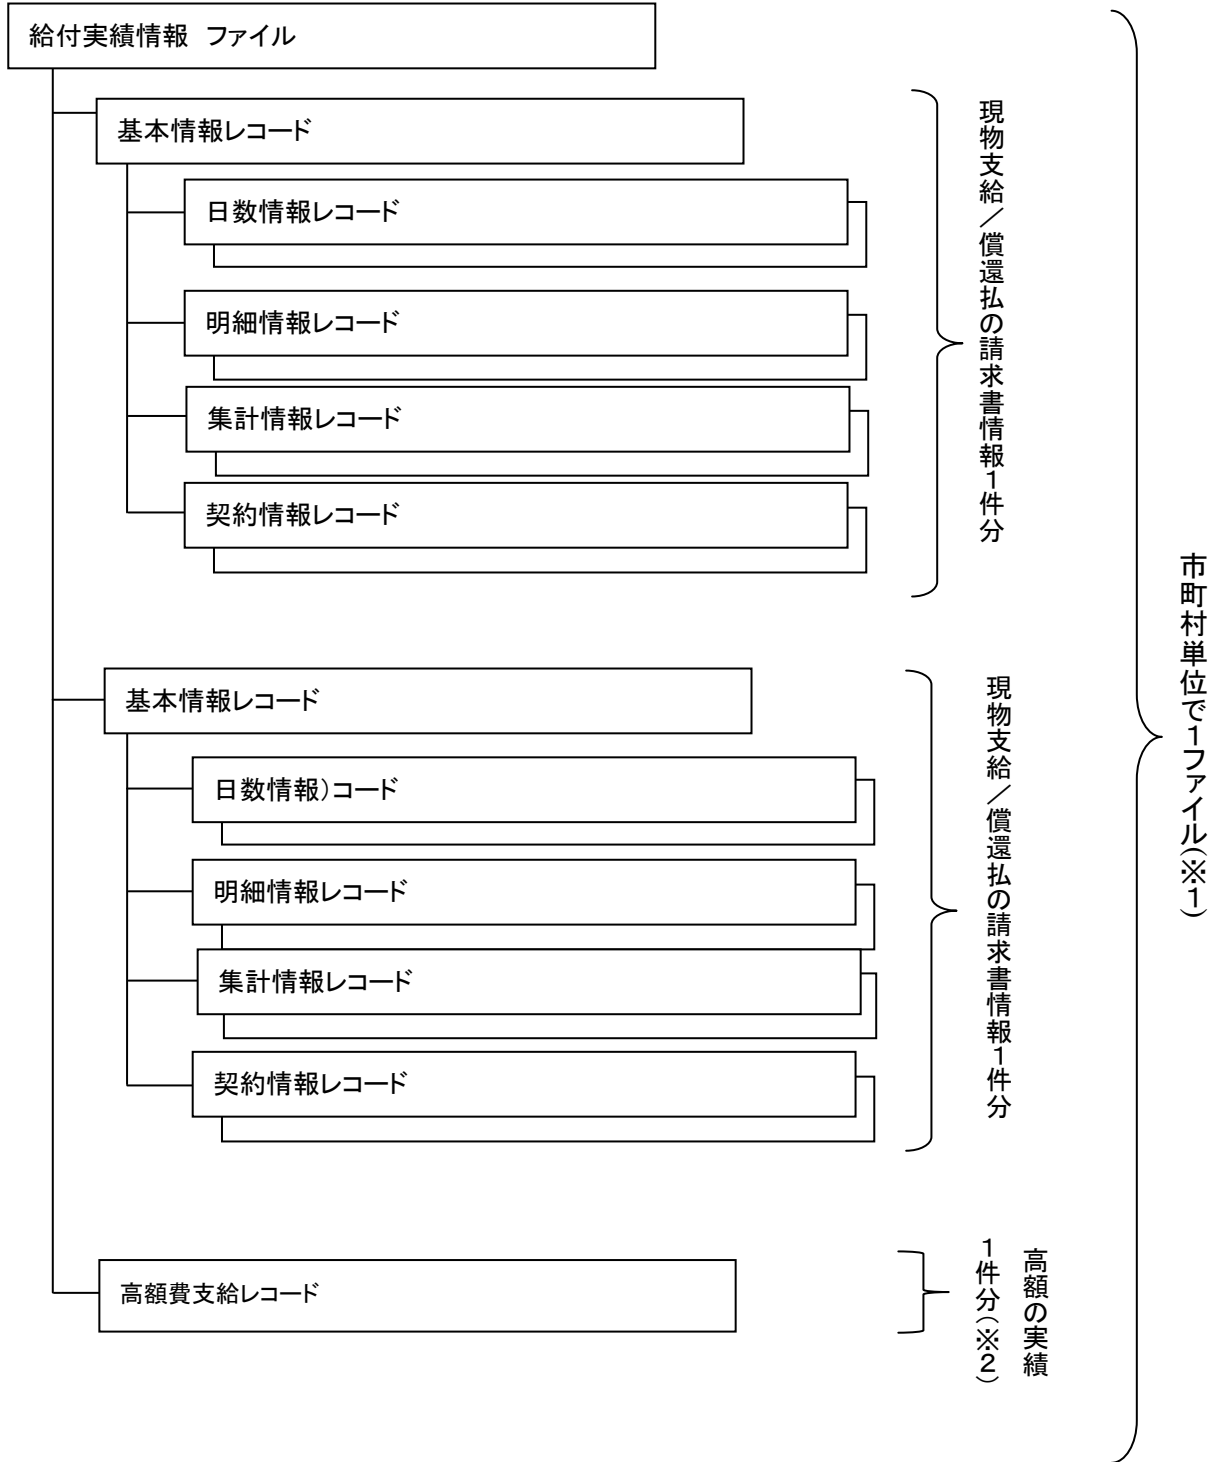 給付実績情報　ファイル
基本情報レコード
日数情報レコード
明細情報レコード
集計情報レコード
契約情報レコード
現物支給／償還払の請求書情報１件分
基本情報レコード
日数情報）コード
明細情報レコード
集計情報レコード
契約情報レコード
現物支給／償還払の請求書情報１件分
高額費支給レコード
高額の実績
１件分（※２）
市町村単位で１ファイル（※１）